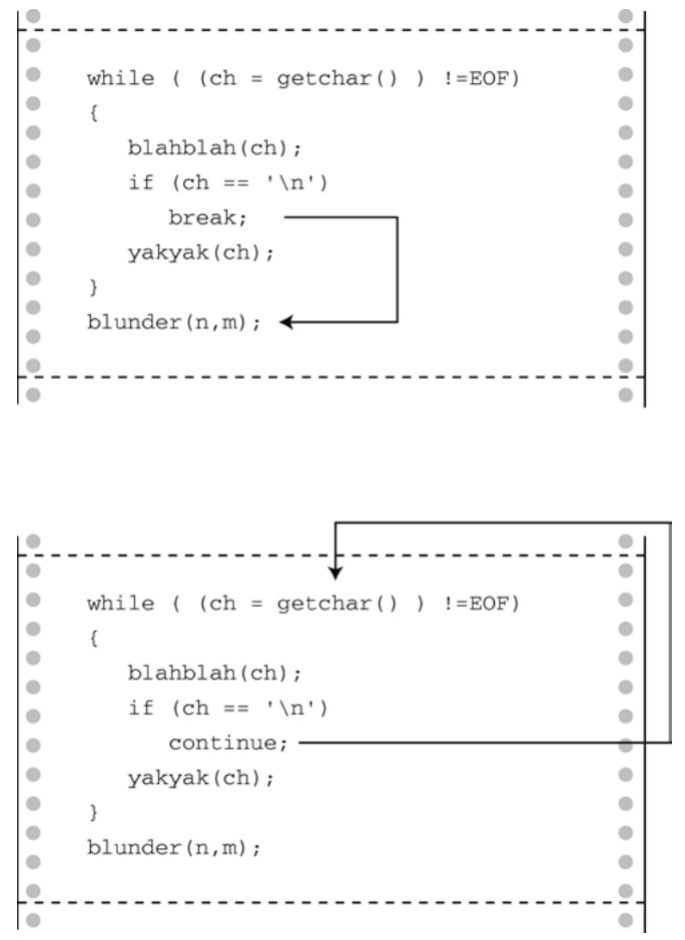 while ( (ch = getchar() ) !=EOF)
{
blahblah(ch);
if (ch == '\n')
break;
yakyak(ch);
}
blunder(n,m);
while ( (ch = getchar() ) !=EOF)
{
blahblah(ch);
if (ch == '\n')
continue;
yakyak(ch);
}
blunder(n,m);